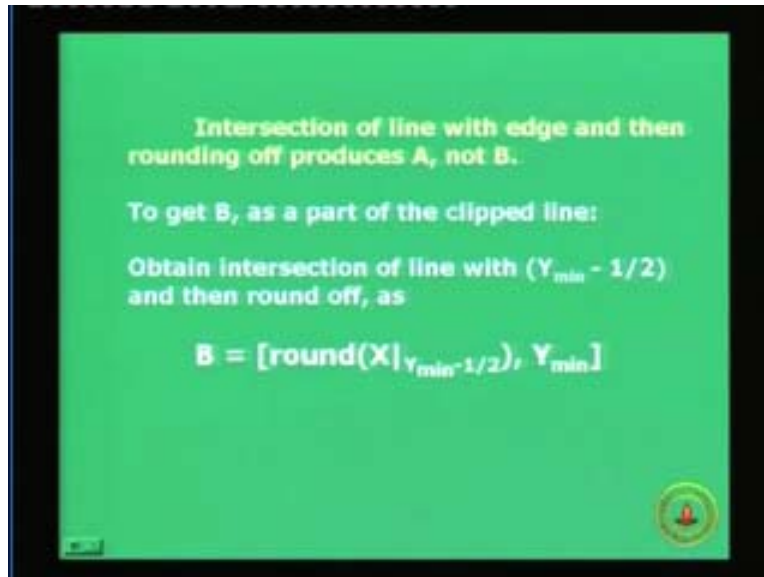 Intersection of line with edge and then
rounding off produces A, not B.
To get B, as a part of the clipped line:
Obtain intersection of line with (Ymin - 1/2)
and then round off, as
B = [round(X|Ymin-1/2), Ymin]